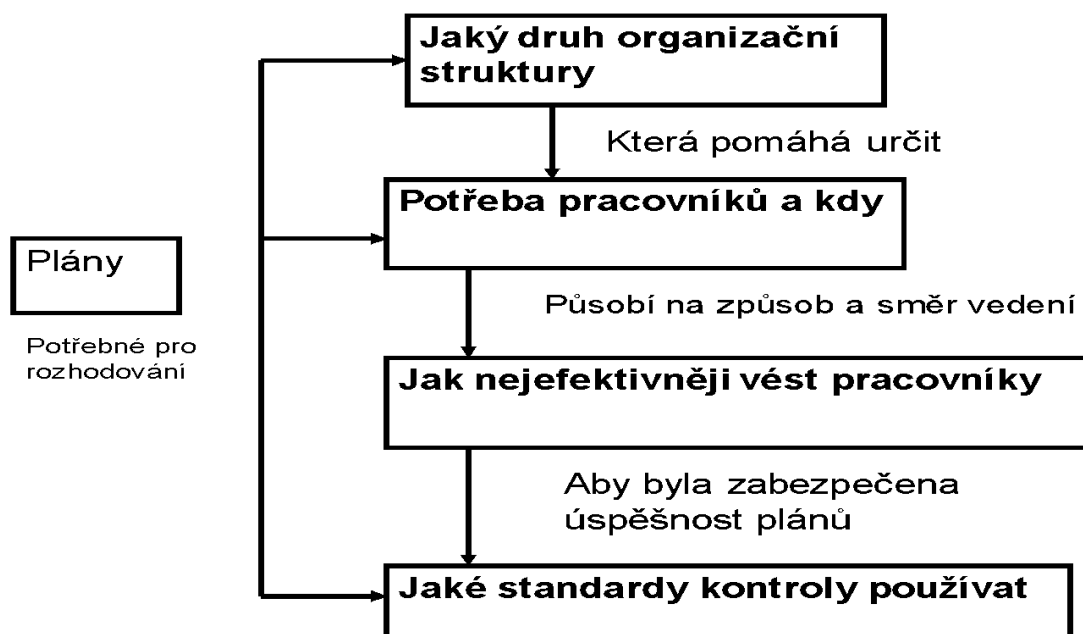 Jaký druh organizační
struktury
Která pomáhá určit
Potřeba pracovníků a kdy
Plány
Působí na způsob a směr vedení
Potřebné pro
rozhodování
Jak nejefektivněji vést pracovníky
Aby byla zabezpečena
úspěšnost plánů
Jaké standardy kontroly používat